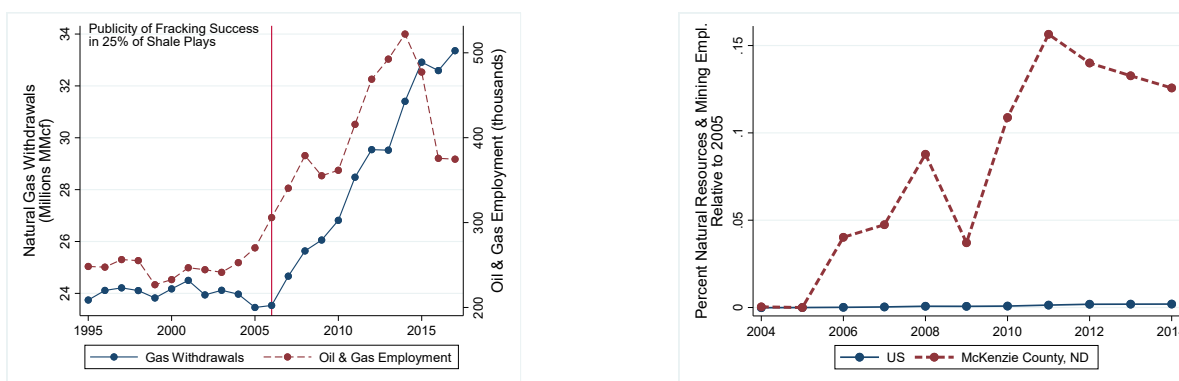 Publicity of Fracking Success
in 25% of Shale Plays
Natural Gas Withdrawals
(Millions MMcf)
34
32
30
28
26
24
Oil & Gas Employment (thousands)
500
400
300
200
1995 2000 2005 2010 2015
Gas Withdrawals Oil & Gas Employment
Percent Natural Resources & Mining Empl.
Relative to 2005
.15
.1
.05
0
2004 2006 2008 2010 2012
US McKenzie County, ND